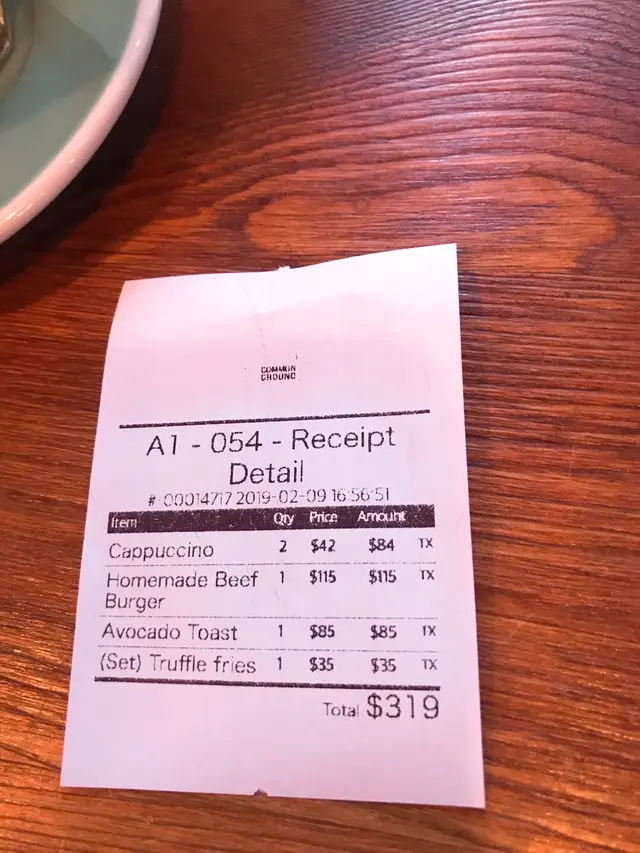 COMMON
GROUND
A1 - 054 - Receipt
Detail
# 00014717 2019-02-09 16:56:51
Item Qty Price Amount
Cappuccino 2 $42 $84 TX
Homemade Beef 1 $115 $115 TX
Burger
Avocado Toast 1 $85 $85 TX
(Set) Truffle fries 1 $35 $35 TX
Total $319